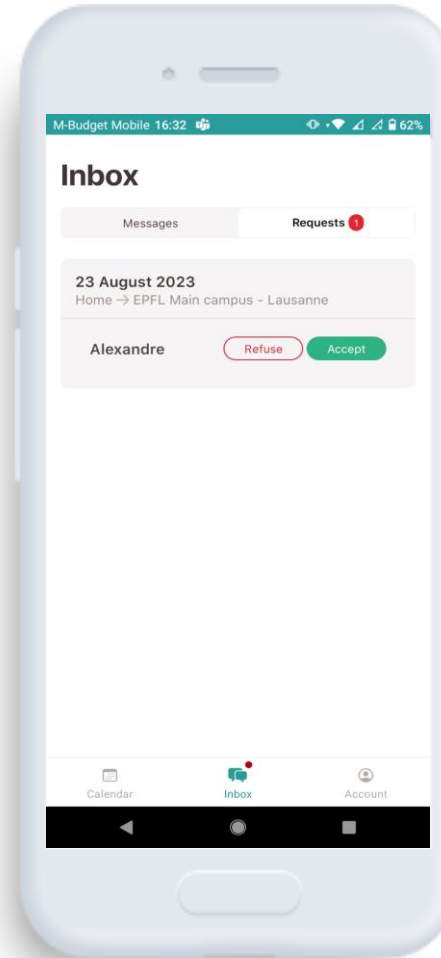 M-Budget Mobile 16:32 62%
Inbox
Messages Requests 1
23 August 2023
Home → EPFL Main campus - Lausanne
Alexandre Refuse Accept
Calendar Inbox Account